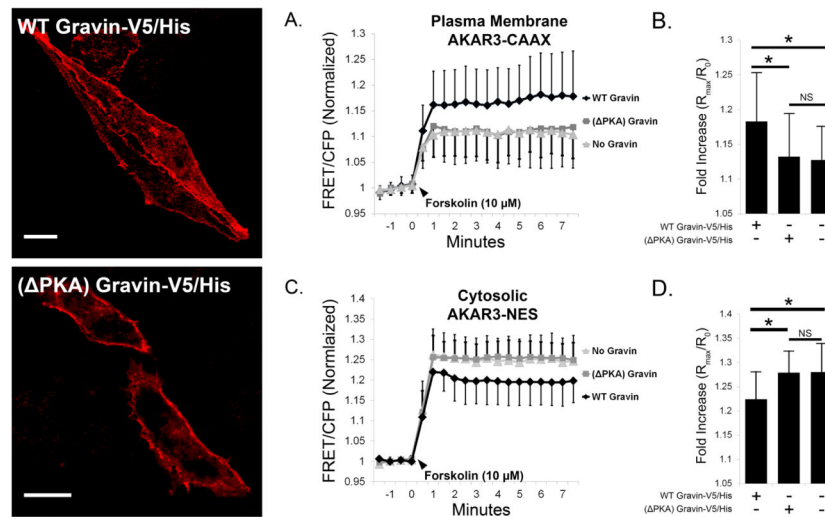 WT Gravin-V5/His
(ΔPKA) Gravin-V5/His
A.
Plasma Membrane
AKAR3-CAAX
FRET/CFP (Normalized)
1.3
1.25
1.2
1.15
1.1
1.05
1
0.95
WT Gravin
(ΔPKA) Gravin
No Gravin
Forskolin (10 μM)
-1 0 1 2 3 4 5 6 7
Minutes
B.
Fold Increase (Rmax/R0)
1.3
1.25
1.2
1.15
1.1
1.05
*
*
NS
WT Gravin-V5/His + - -
(ΔPKA) Gravin-V5/His - + -
C.
Cytosolic
AKAR3-NES
FRET/CFP (Normlaized)
1.4
1.35
1.3
1.25
1.2
1.15
1.1
1.05
1
0.95
No Gravin
(ΔPKA) Gravin
WT Gravin
Forskolin (10 μM)
-1 0 1 2 3 4 5 6 7
Minutes
D.
Fold Increase (Rmax/R0)
1.4
1.35
1.3
1.25
1.2
1.15
1.1
1.05
*
*
NS
WT Gravin-V5/His + - -
(ΔPKA) Gravin-V5/His - + -